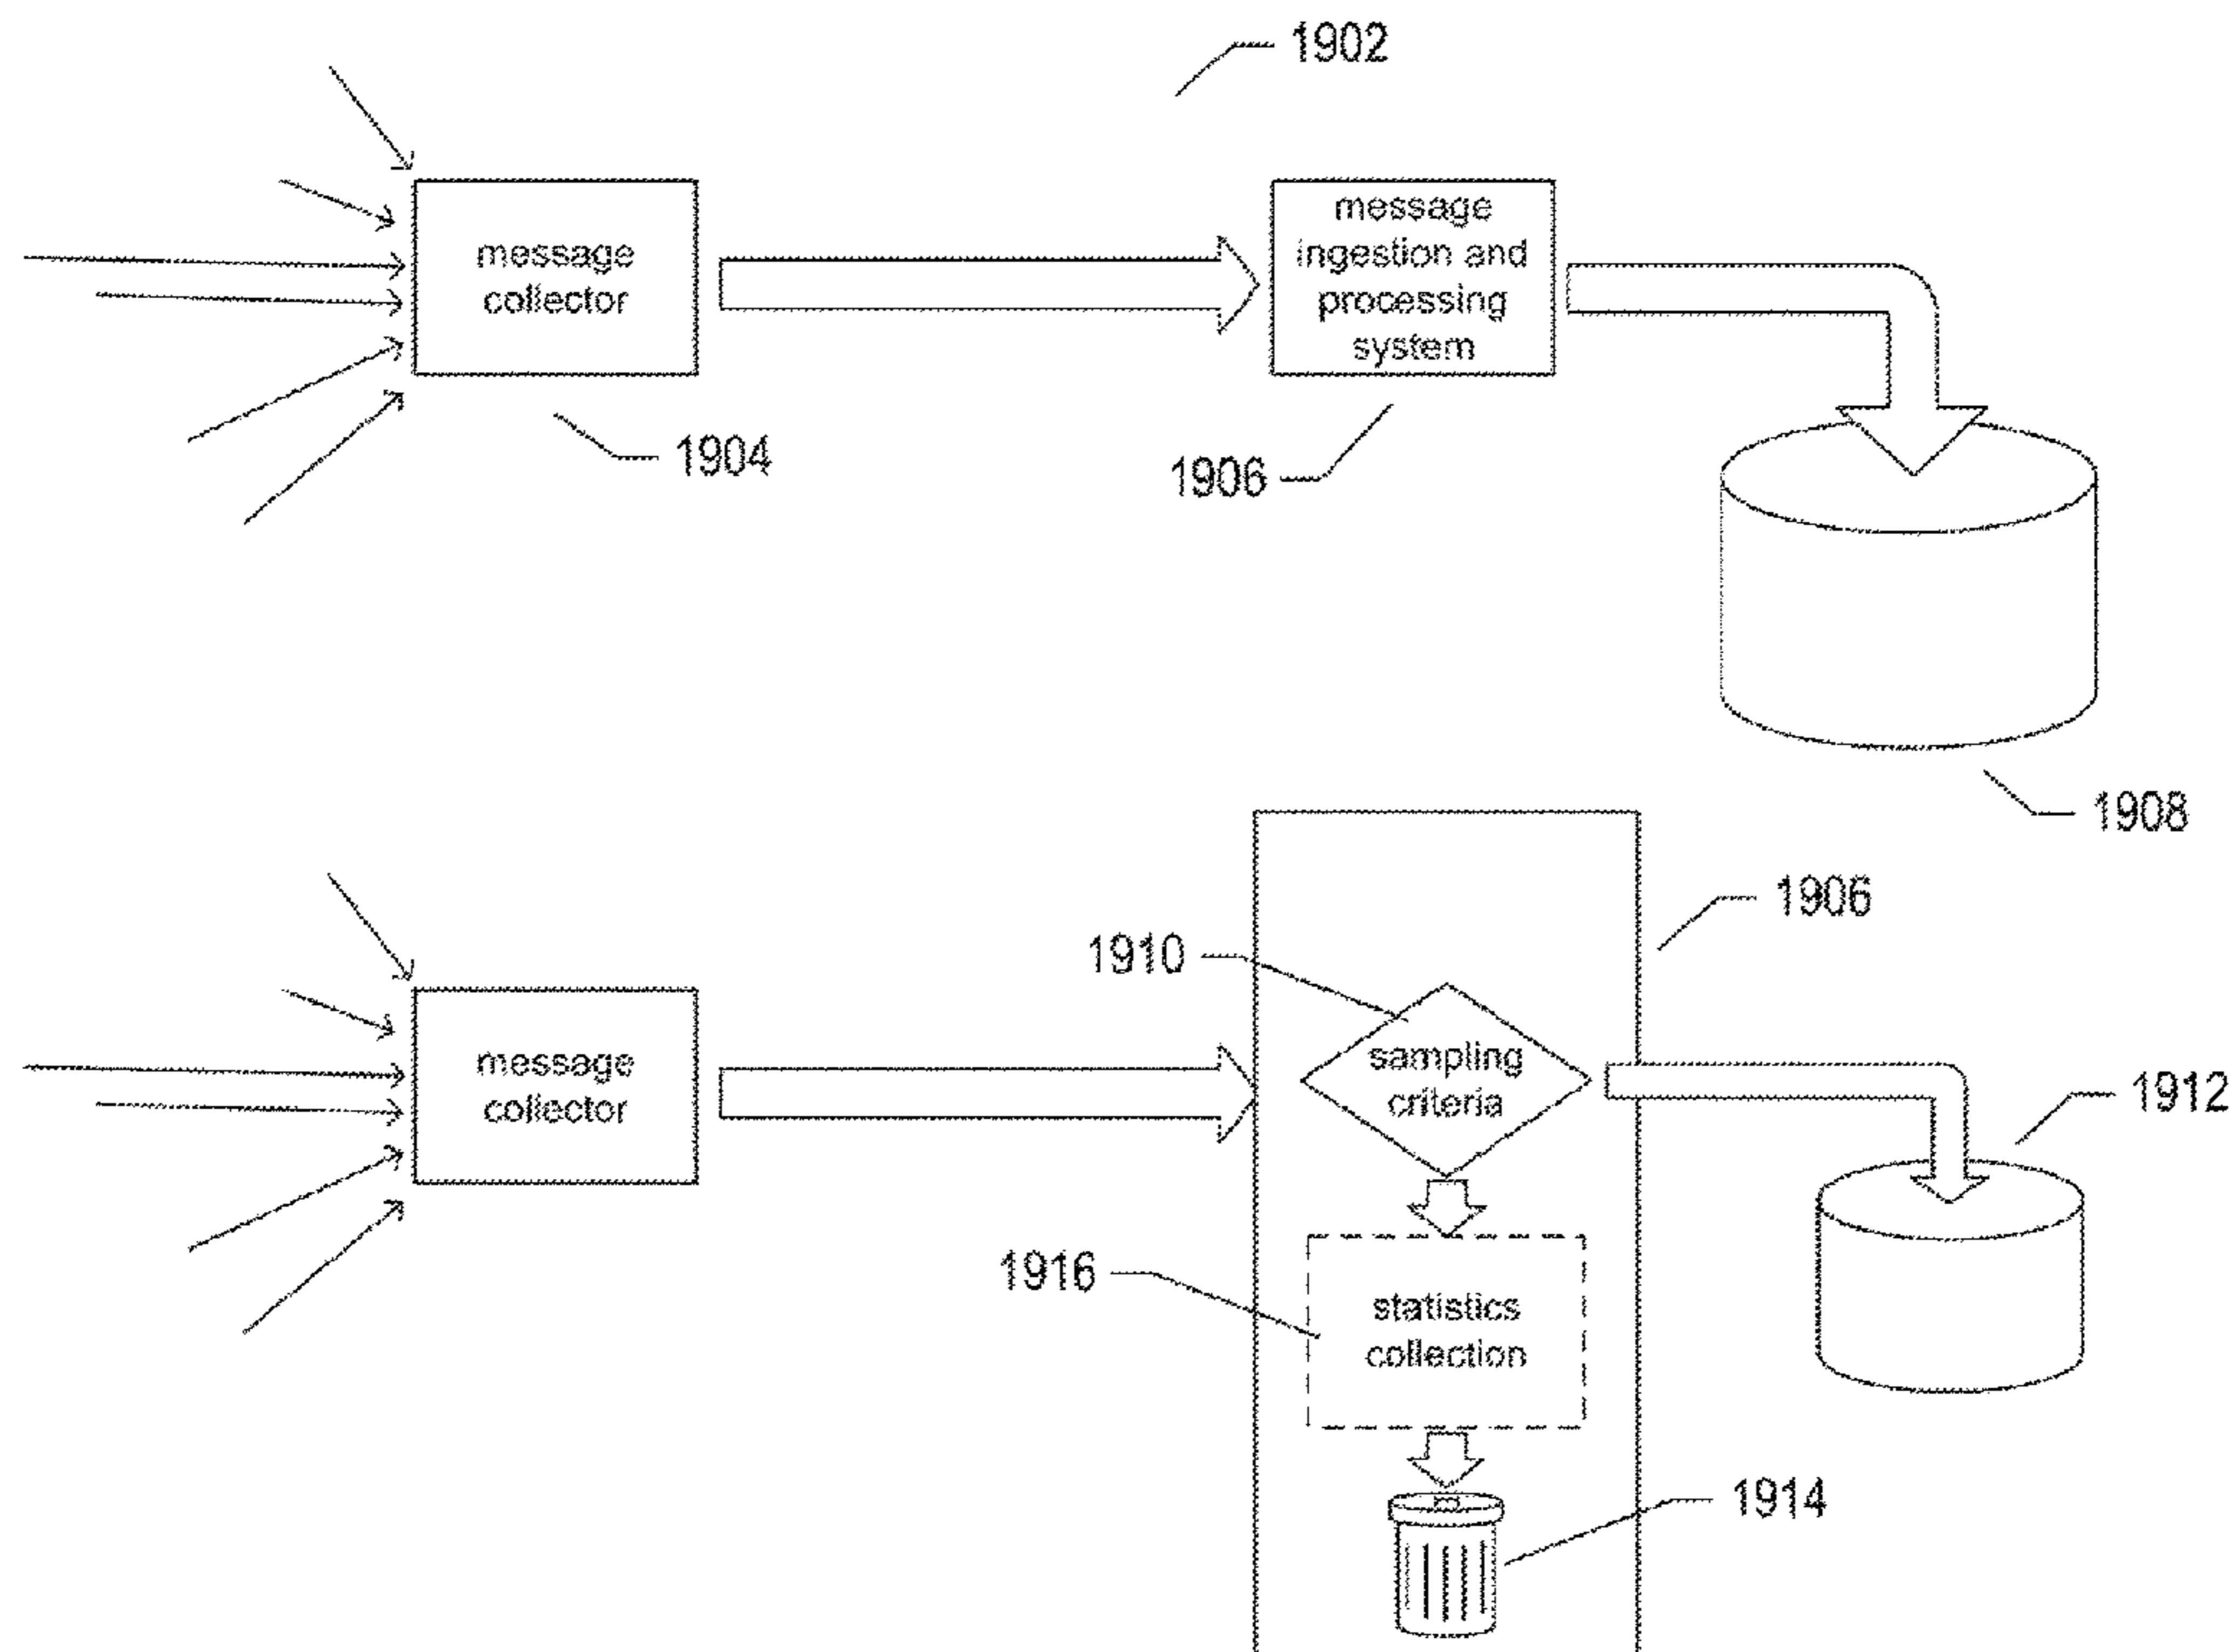 1902
message
collector
message
ingestion and
processing
system
1904
1906
1908
1906
1910
message
collector
sampling
criteria
1912
1916
statistics
collection
1914